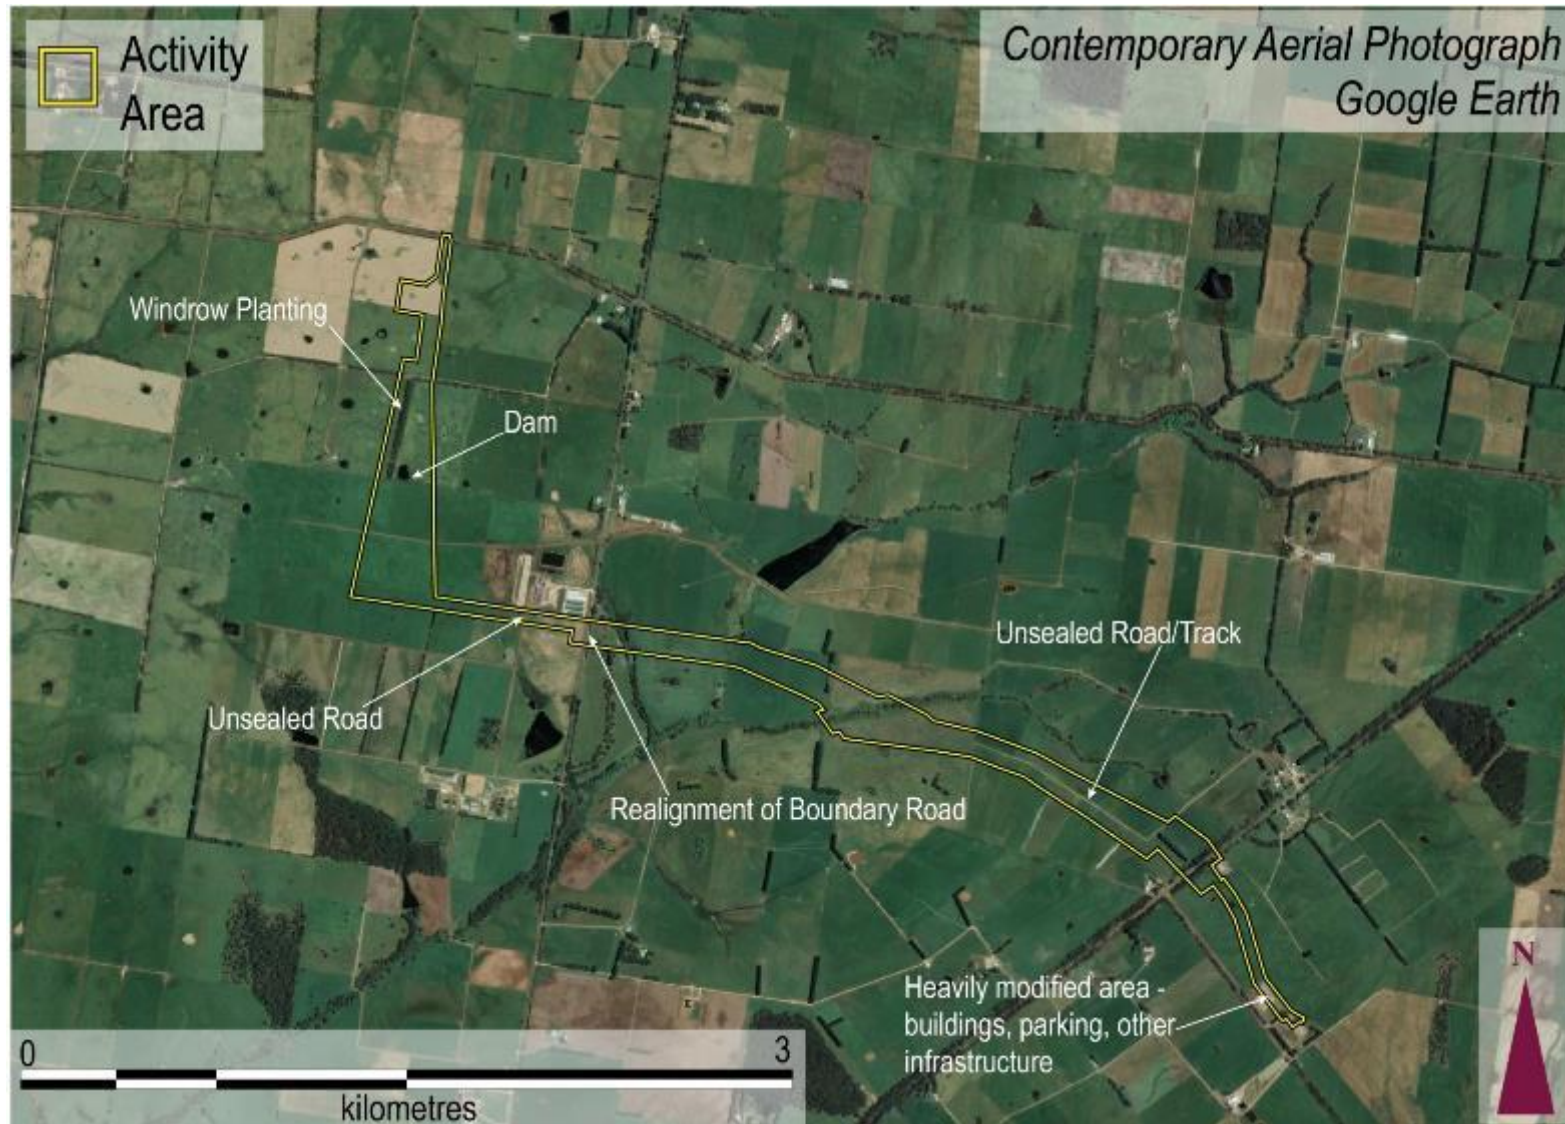 Activity
Area
Contemporary Aerial Photograph
Google Earth
Windrow Planting
Dam
Unsealed Road/Track
Unsealed Road
Realignment of Boundary Road
Heavily modified area -
buildings, parking, other
infrastructure
0
3
kilometres
N